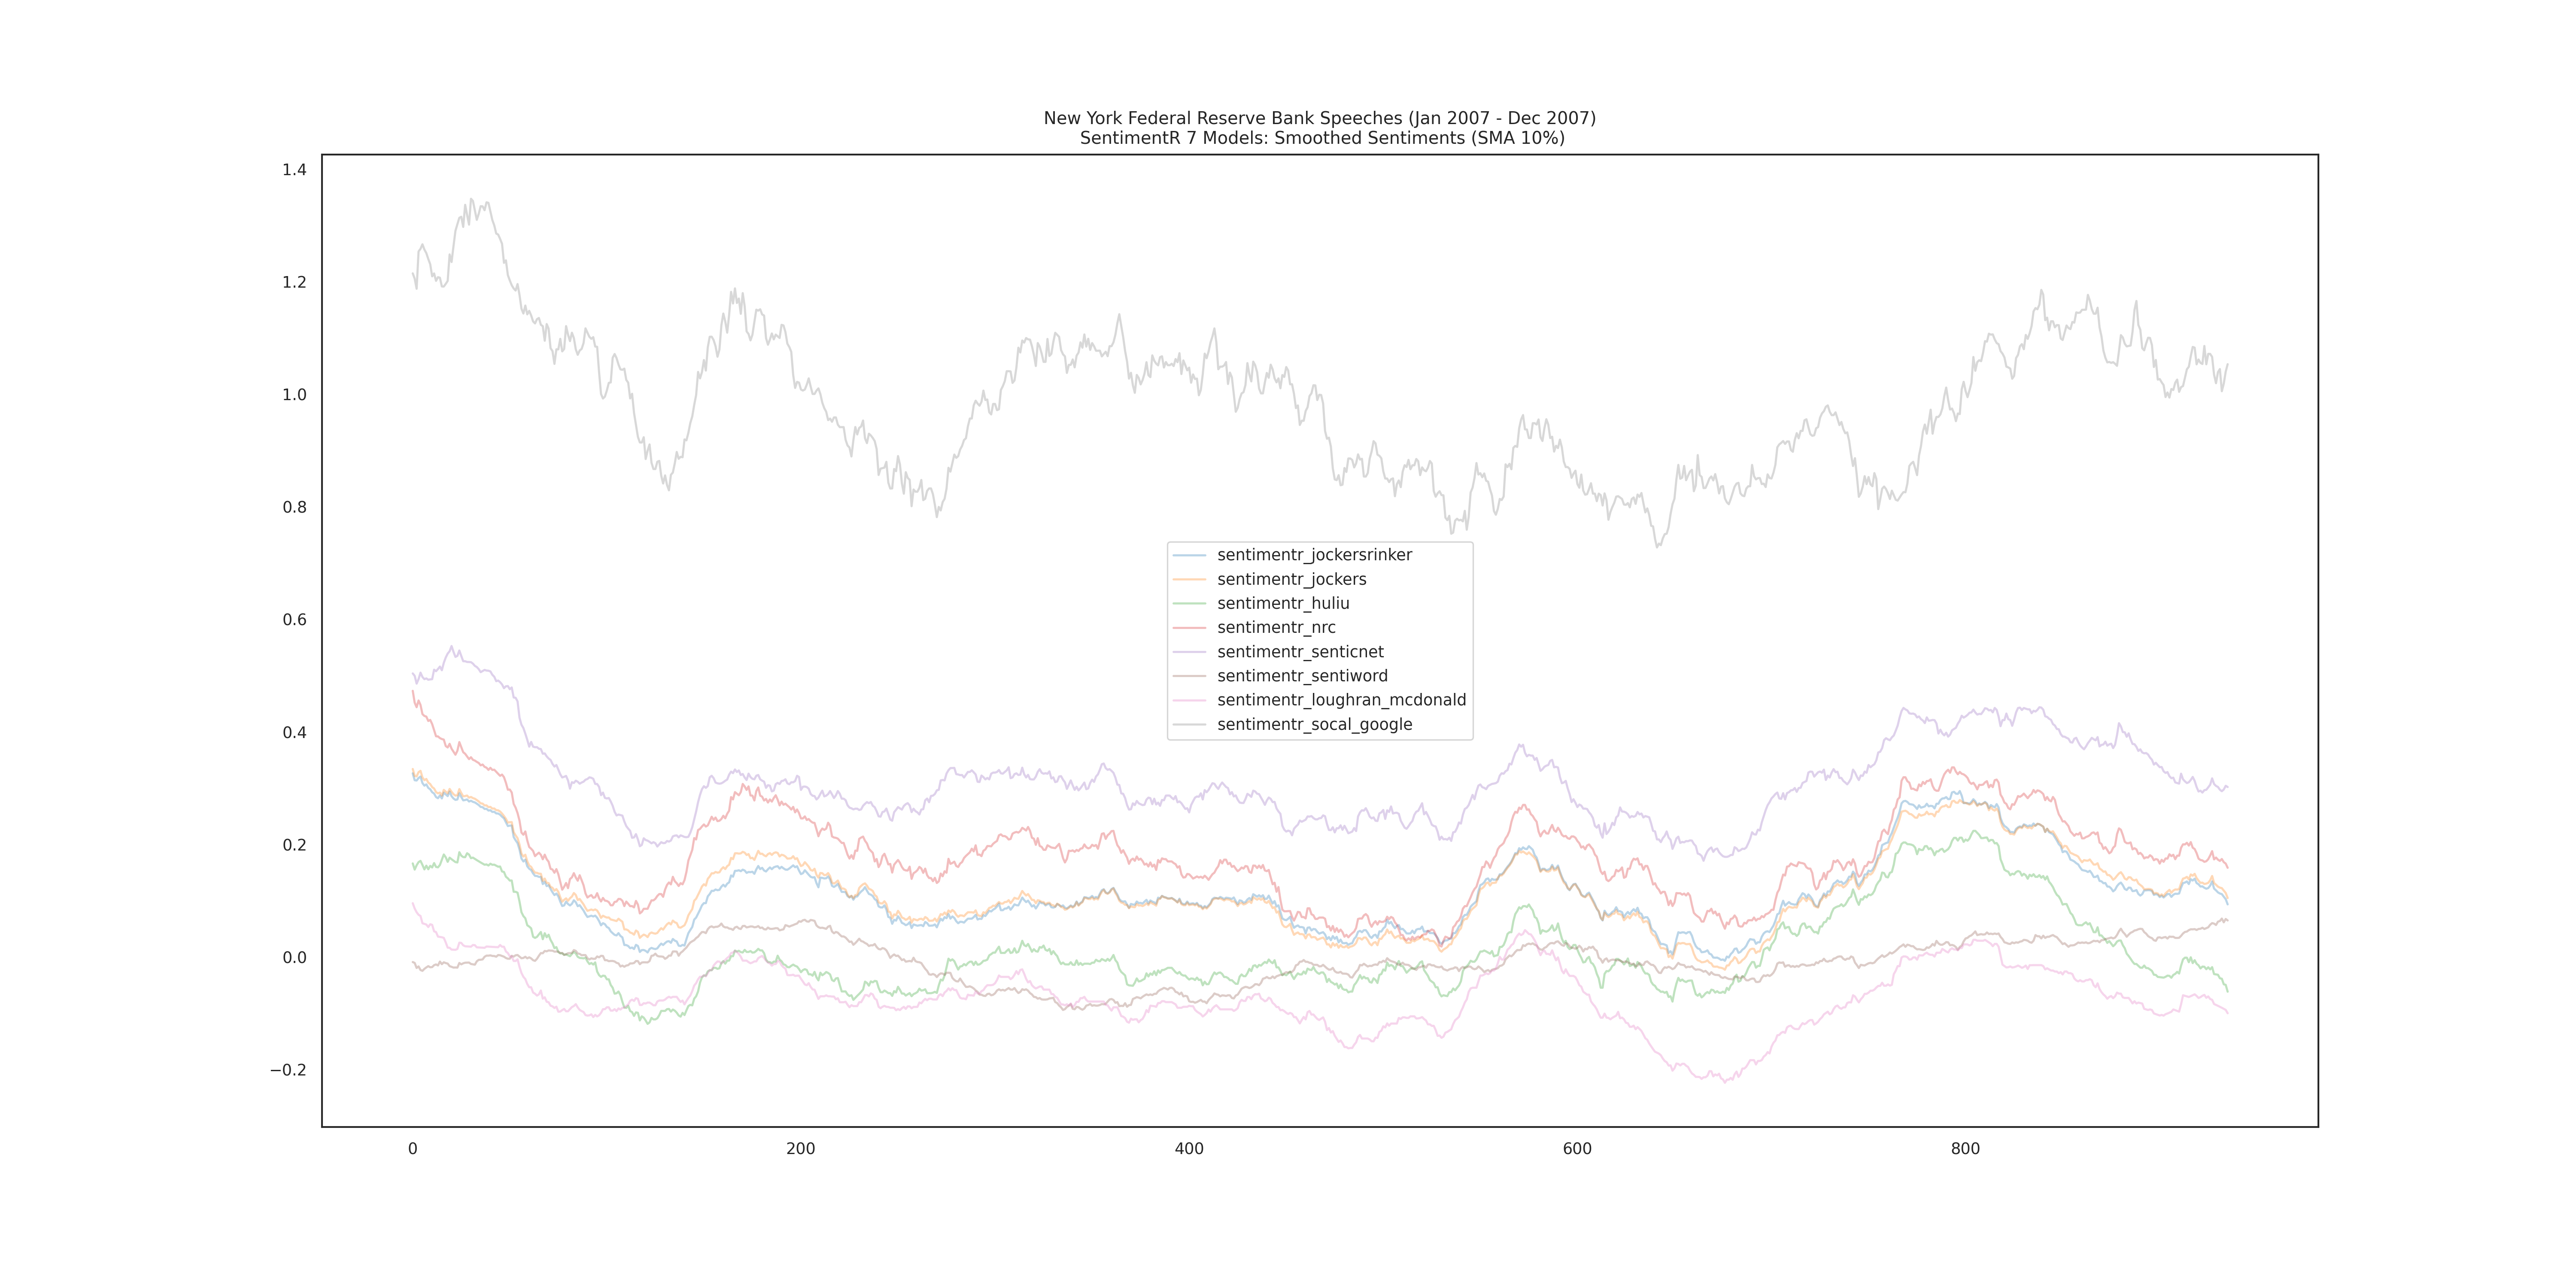 New York Federal Reserve Bank Speeches (Jan 2007 - Dec 2007)
SentimentR 7 Models: Smoothed Sentiments (SMA 10%)
1.4
1.2
1.0
0.8
0.6
0.4
0.2
0.0
−0.2
sentimentr_jockersrinker
sentimentr_jockers
sentimentr_huliu
sentimentr_nrc
sentimentr_senticnet
sentimentr_sentiword
sentimentr_loughran_mcdonald
sentimentr_socal_google
0 200 400 600 800